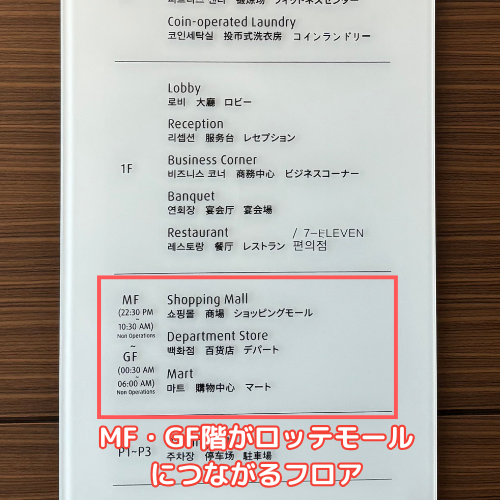 Coin-operated Laundry
코인세탁실 投币式洗衣房 コインランドリー
Lobby
로비 大廳 ロビー
Reception
리셉션 服务台 レセプション
1F
Business Corner
비즈니스 코너 商務中心 ビジネスコーナー
Banquet
연회장 宴会厅 宴会場
Restaurant / 7-ELEVEN
레스토랑 餐厅 レストラン 편의점
MF
(22:30 PM
~
10:30 AM)
Non Operations
~
GF
(00:30 AM
~
06:00 AM)
Non Operations
Shopping Mall
쇼핑몰 商場 ショッピングモール
Department Store
백화점 百货店 デパート
Mart
마트 購物中心 マート
MF・GF階がロッテモール
につながるフロア
P1~P3
주차장 停车场 駐車場